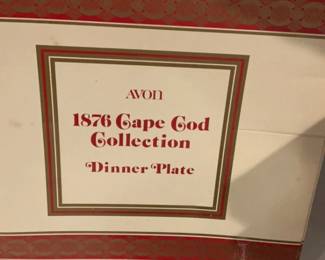 AVON
1876 Cape Cod
Collection
Dinner Plate